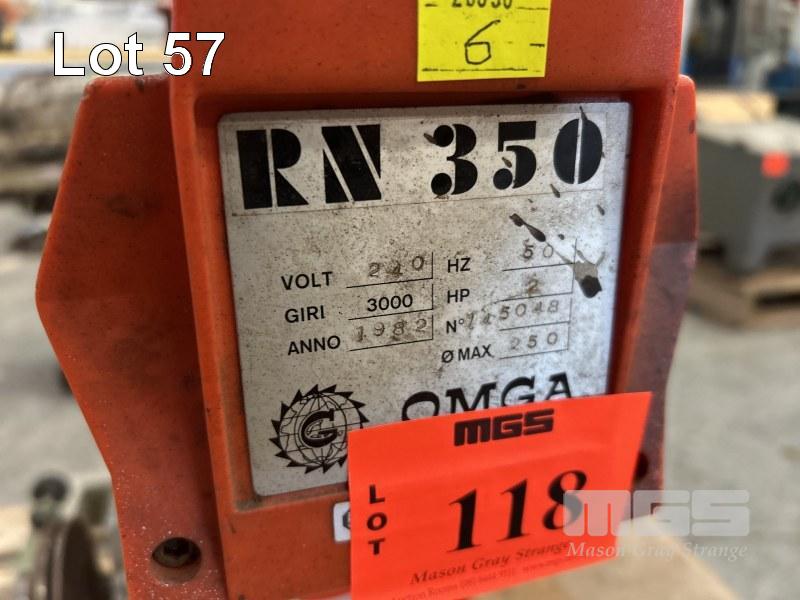 Lot 57
6
RN 350
VOLT 240 HZ 50
GIRI 3000 HP 2
ANNO 1982 N° 145048
Ø MAX 250
G OMGA
MGS
LOT 118
Mason Gray Strange
MGS
Mason Gray Strange